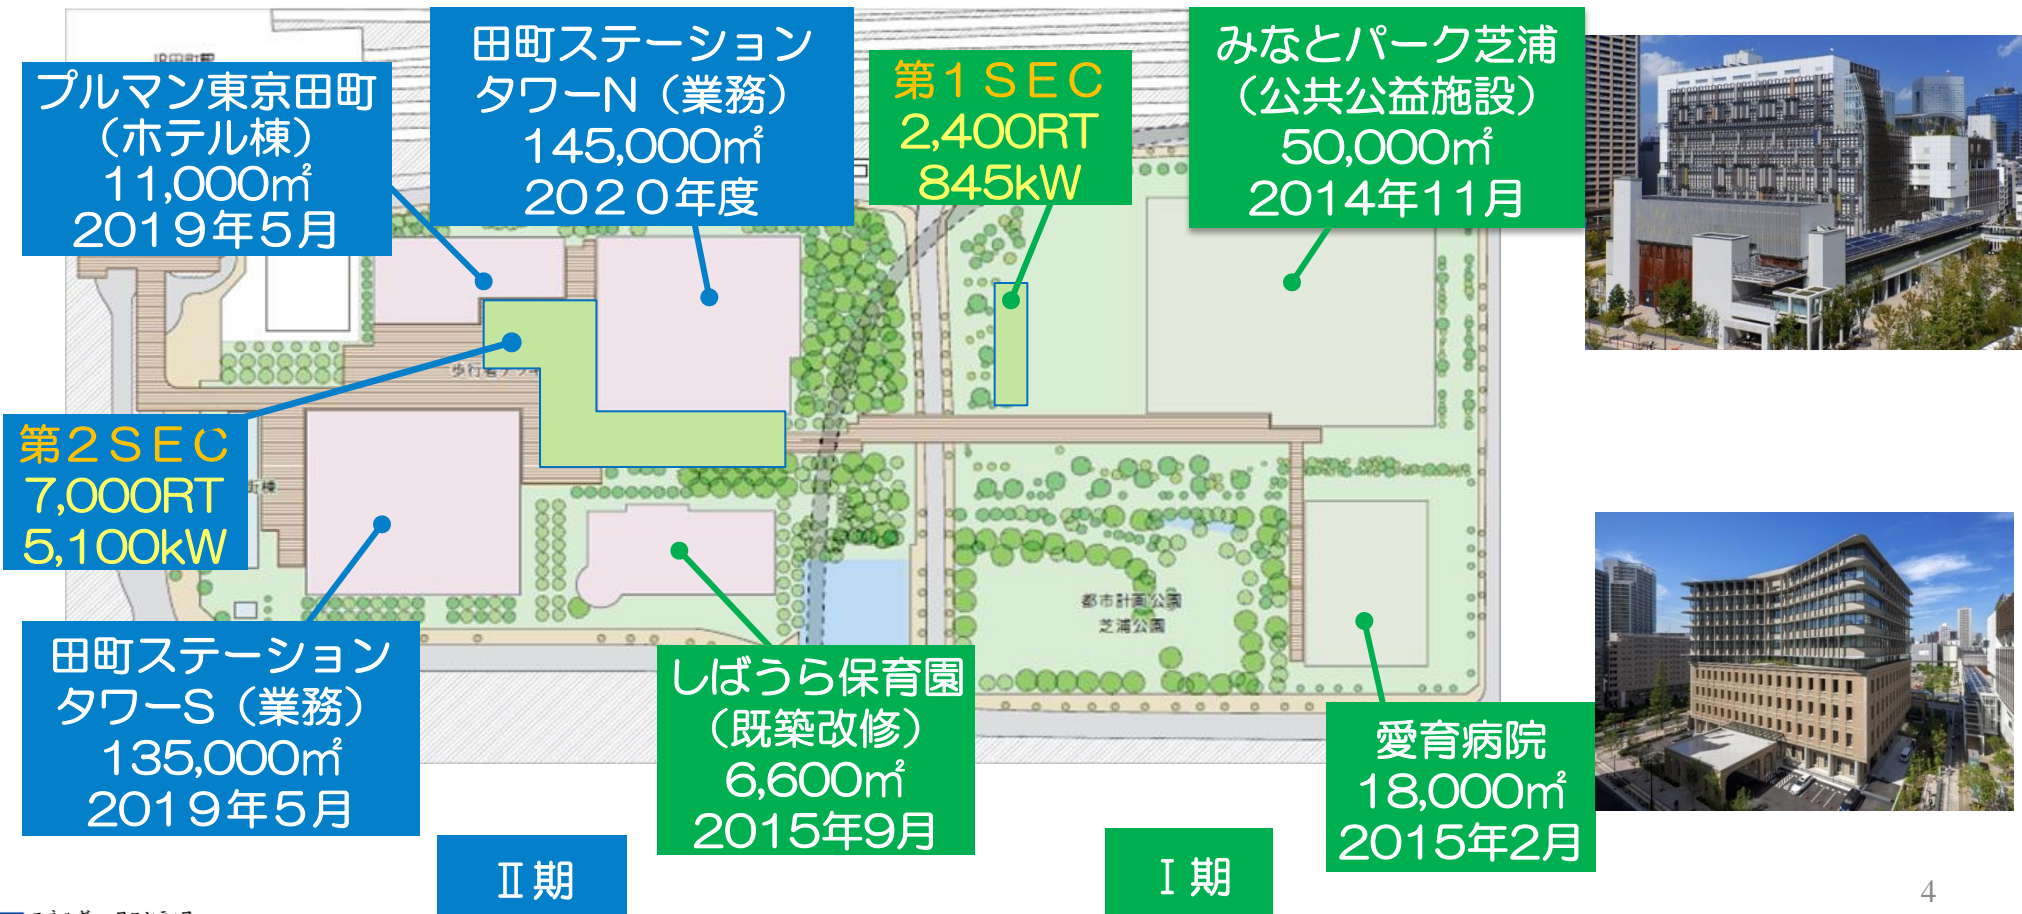 プルマン東京田町
（ホテル棟）
11,000㎡
2019年5月
田町ステーション
タワーN（業務）
145,000㎡
2020年度
第1SEC
2,400RT
845kW
みなとパーク芝浦
（公共公益施設）
50,000㎡
2014年11月
第2SEC
7,000RT
5,100kW
都市計画公園
芝浦公園
田町ステーション
タワーS（業務）
135,000㎡
2019年5月
しばうら保育園
（既築改修）
6,600㎡
2015年9月
愛育病院
18,000㎡
2015年2月
Ⅱ期
Ⅰ期
4